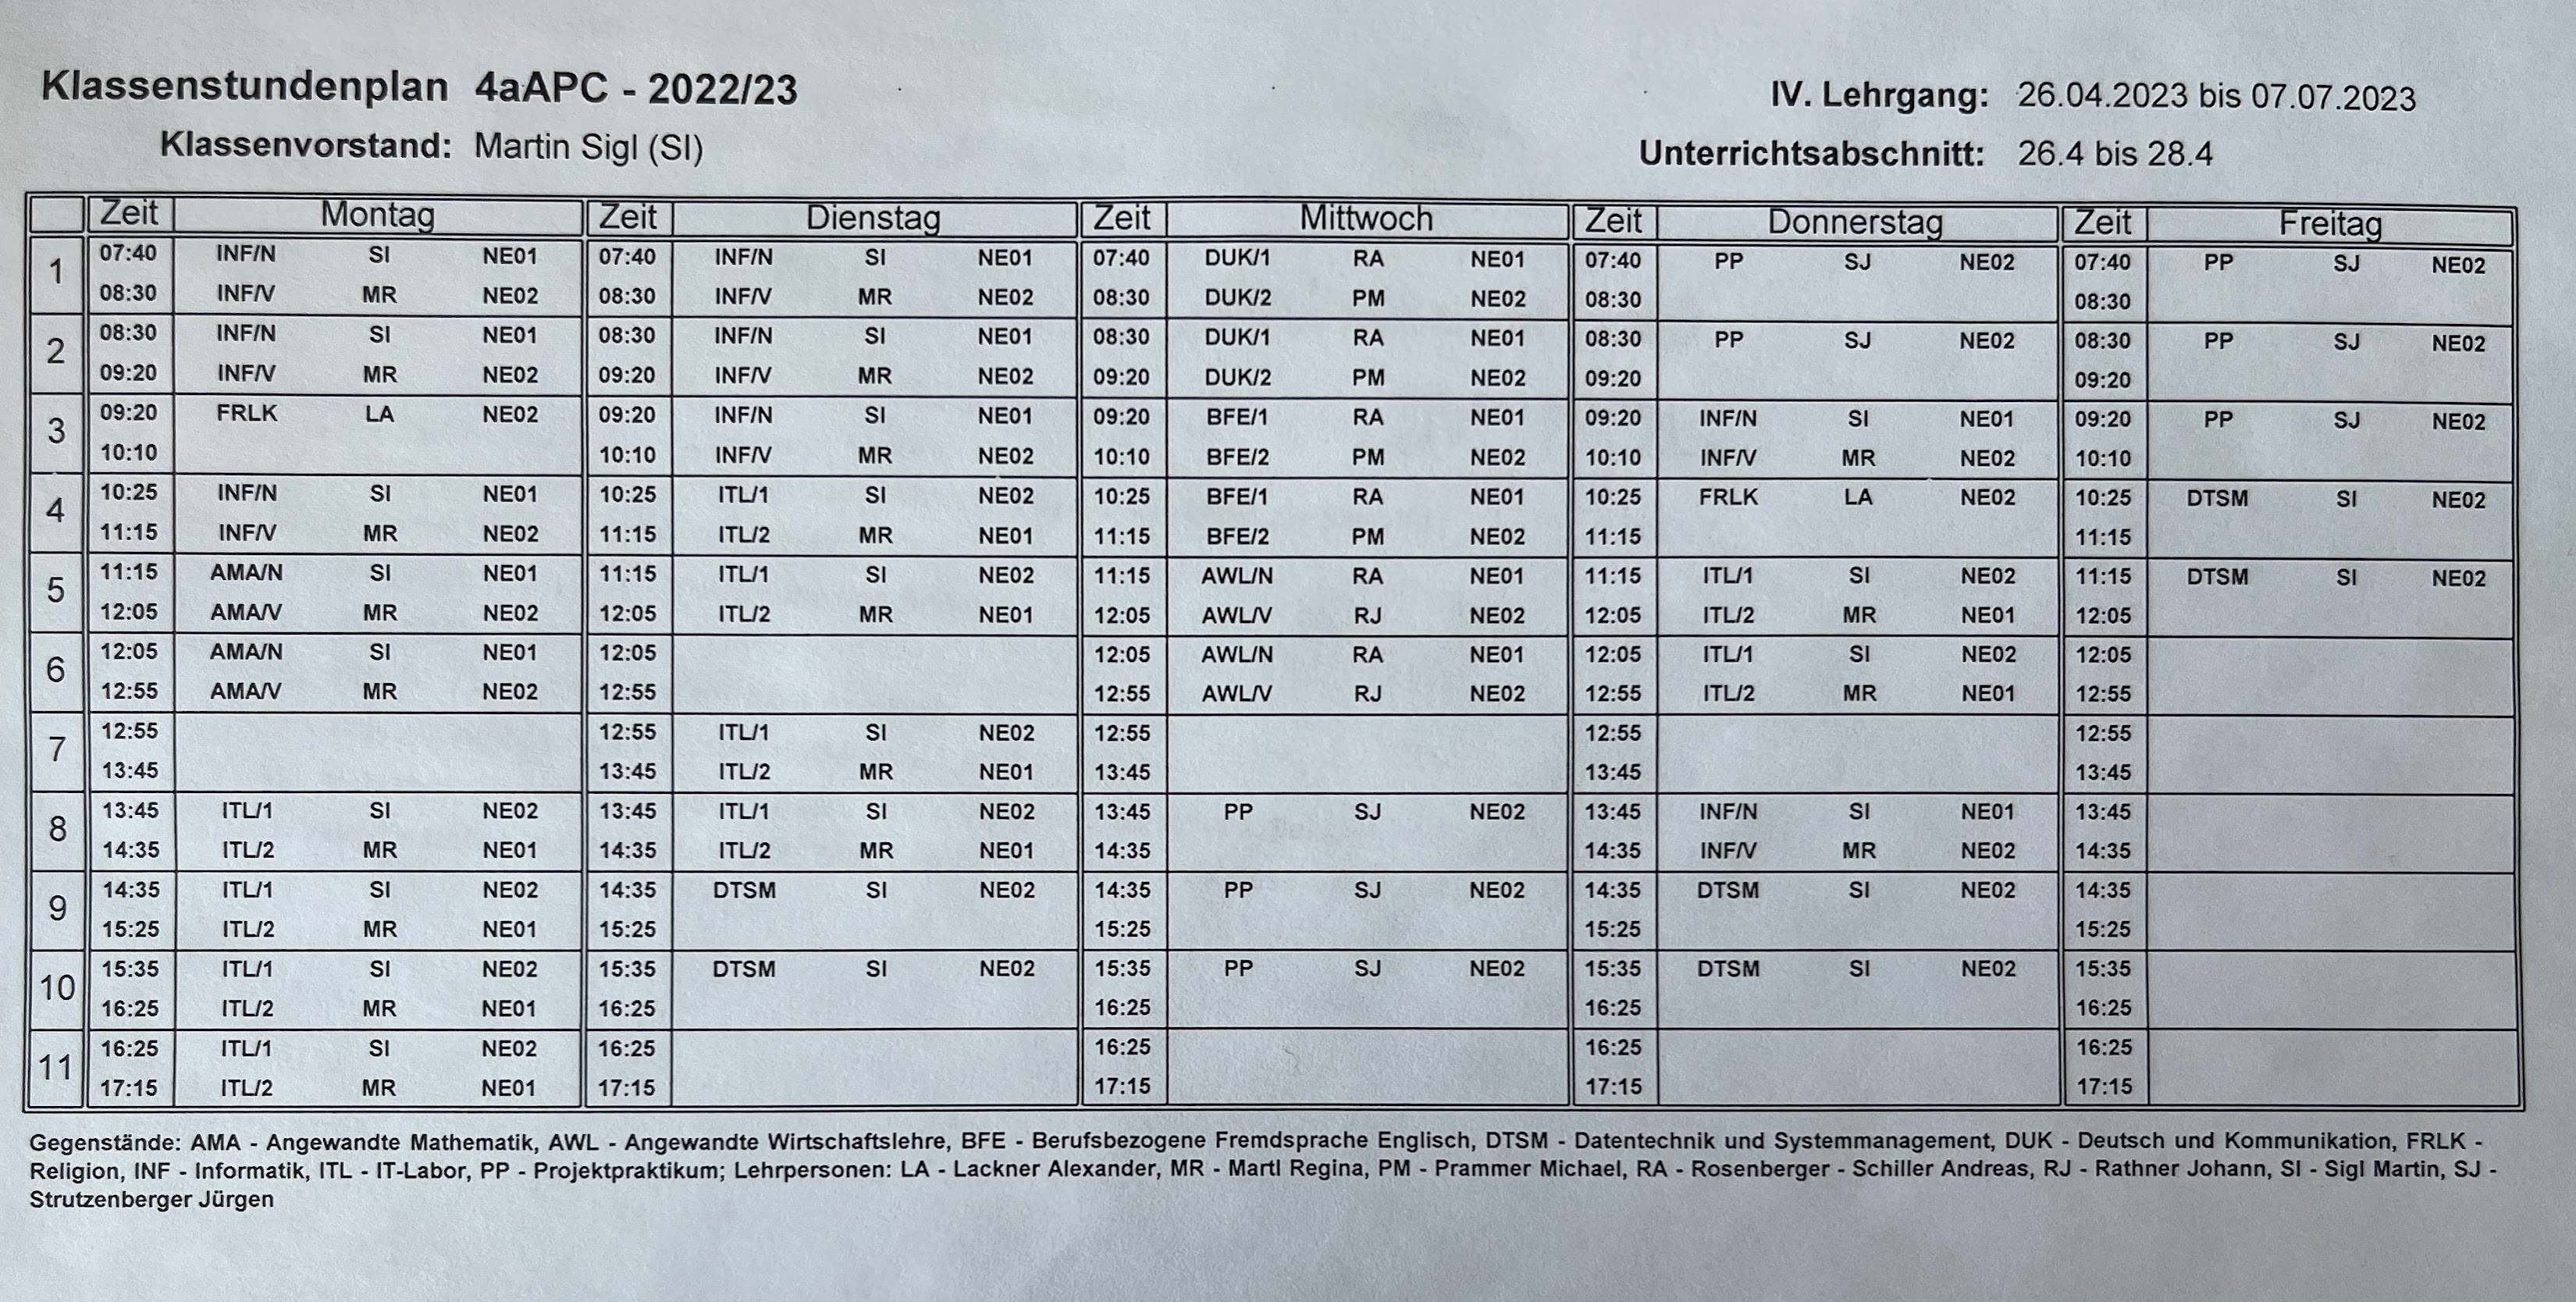 Klassenstundenplan 4aAPC - 2022/23
IV. Lehrgang: 26.04.2023 bis 07.07.2023
Klassenvorstand: Martin Sigl (SI)
Unterrichtsabschnitt: 26.4 bis 28.4
Zeit Montag Zeit Dienstag Zeit Mittwoch Zeit Donnerstag Zeit Freitag
1
07:40 INF/N SI NE01 07:40 INF/N SI NE01 07:40 DUK/1 RA NE01 07:40 PP SJ NE02 07:40 PP SJ NE02
08:30 INF/V MR NE02 08:30 INF/V MR NE02 08:30 DUK/2 PM NE02 08:30 08:30
2
08:30 INF/N SI NE01 08:30 INF/N SI NE01 08:30 DUK/1 RA NE01 08:30 PP SJ NE02 08:30 PP SJ NE02
09:20 INF/V MR NE02 09:20 INF/V MR NE02 09:20 DUK/2 PM NE02 09:20 09:20
3
09:20 FRLK LA NE02 09:20 INF/N SI NE01 09:20 BFE/1 RA NE01 09:20 INF/N SI NE01 09:20 PP SJ NE02
10:10 10:10 INF/V MR NE02 10:10 BFE/2 PM NE02 10:10 INF/V MR NE02 10:10
4
10:25 INF/N SI NE01 10:25 ITL/1 SI NE02 10:25 BFE/1 RA NE01 10:25 FRLK LA NE02 10:25 DTSM SI NE02
11:15 INF/V MR NE02 11:15 ITL/2 MR NE01 11:15 BFE/2 PM NE02 11:15 11:15
5
11:15 AMA/N SI NE01 11:15 ITL/1 SI NE02 11:15 AWL/N RA NE01 11:15 ITL/1 SI NE02 11:15 DTSM SI NE02
12:05 AMA/V MR NE02 12:05 ITL/2 MR NE01 12:05 AWL/V RJ NE02 12:05 ITL/2 MR NE01 12:05
6
12:05 AMA/N SI NE01 12:05 12:05 AWL/N RA NE01 12:05 ITL/1 SI NE02 12:05
12:55 AMA/V MR NE02 12:55 12:55 AWL/V RJ NE02 12:55 ITL/2 MR NE01 12:55
7
12:55 12:55 ITL/1 SI NE02 12:55 12:55 12:55
13:45 13:45 ITL/2 MR NE01 13:45 13:45 13:45
8
13:45 ITL/1 SI NE02 13:45 ITL/1 SI NE02 13:45 PP SJ NE02 13:45 INF/N SI NE01 13:45
14:35 ITL/2 MR NE01 14:35 ITL/2 MR NE01 14:35 14:35 INF/V MR NE02 14:35
9
14:35 ITL/1 SI NE02 14:35 DTSM SI NE02 14:35 PP SJ NE02 14:35 DTSM SI NE02 14:35
15:25 ITL/2 MR NE01 15:25 15:25 15:25 15:25
10
15:35 ITL/1 SI NE02 15:35 DTSM SI NE02 15:35 PP SJ NE02 15:35 DTSM SI NE02 15:35
16:25 ITL/2 MR NE01 16:25 16:25 16:25 16:25
11
16:25 ITL/1 SI NE02 16:25 16:25 16:25 16:25
17:15 ITL/2 MR NE01 17:15 17:15 17:15 17:15
Gegenstände: AMA - Angewandte Mathematik, AWL - Angewandte Wirtschaftslehre, BFE - Berufsbezogene Fremdsprache Englisch, DTSM - Datentechnik und Systemmanagement, DUK - Deutsch und Kommunikation, FRLK -
Religion, INF - Informatik, ITL - IT-Labor, PP - Projektpraktikum; Lehrpersonen: LA - Lackner Alexander, MR - Martl Regina, PM - Prammer Michael, RA - Rosenberger - Schiller Andreas, RJ - Rathner Johann, SI - Sigl Martin, SJ -
Strutzenberger Jürgen